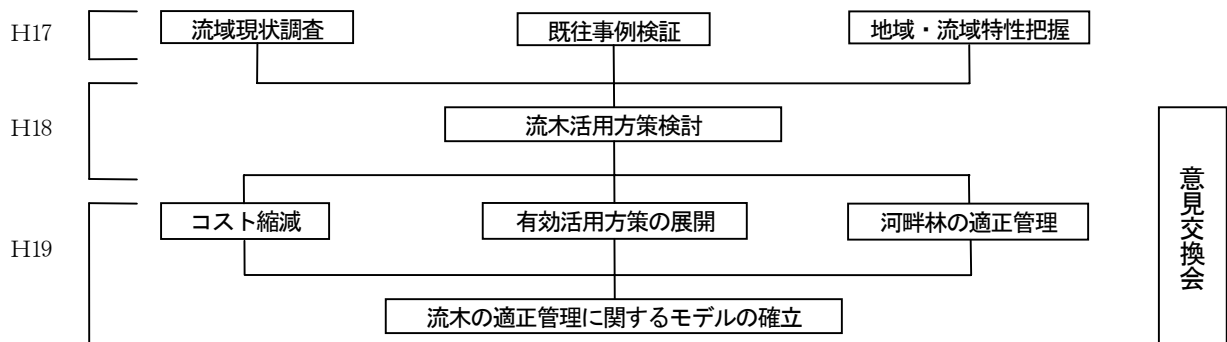 H17
流域現状調査
既往事例検証
地域・流域特性把握
H18
流木活用方策検討
意見交換会
H19
コスト縮減
有効活用方策の展開
河畔林の適正管理
流木の適正管理に関するモデルの確立